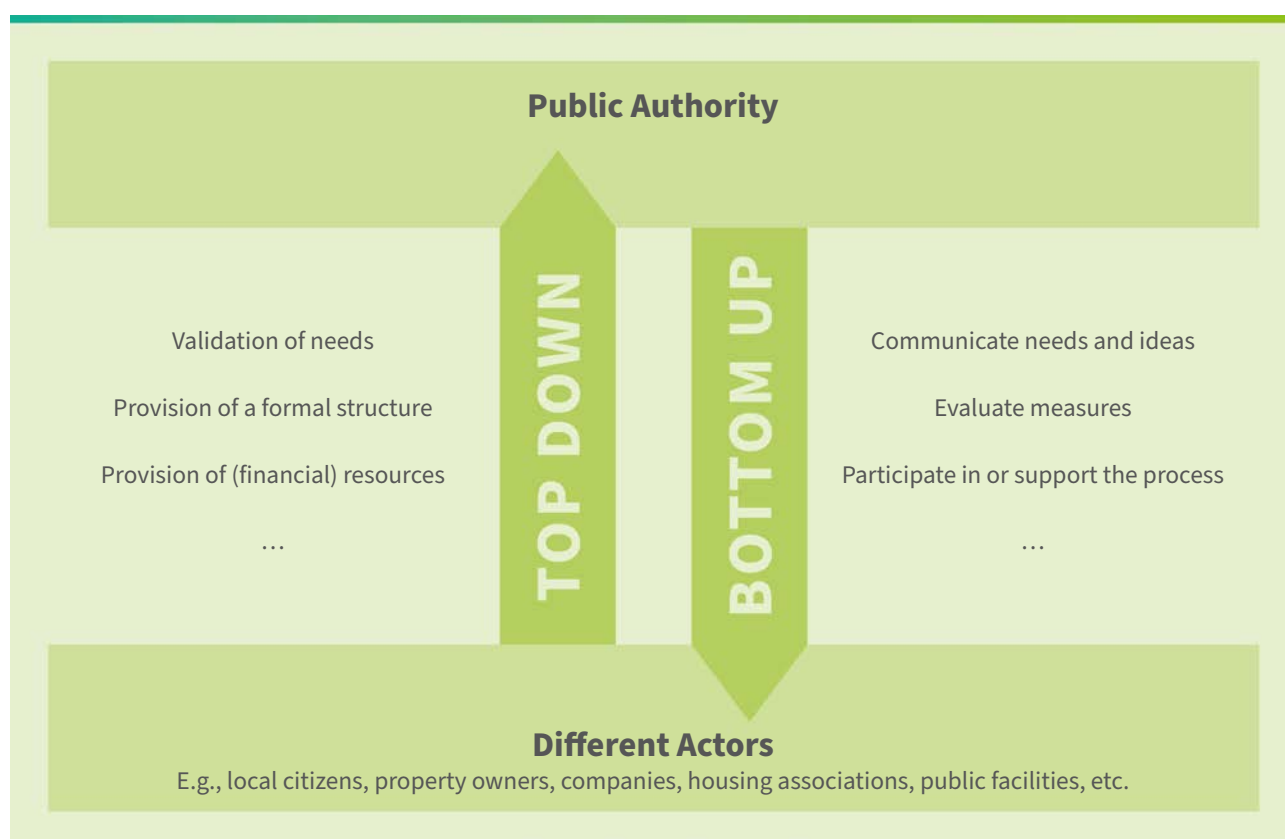 Public Authority
TOP DOWN
BOTTOM UP
Validation of needs
Provision of a formal structure
Provision of (financial) resources
…
Communicate needs and ideas
Evaluate measures
Participate in or support the process
…
Different Actors
E.g., local citizens, property owners, companies, housing associations, public facilities, etc.